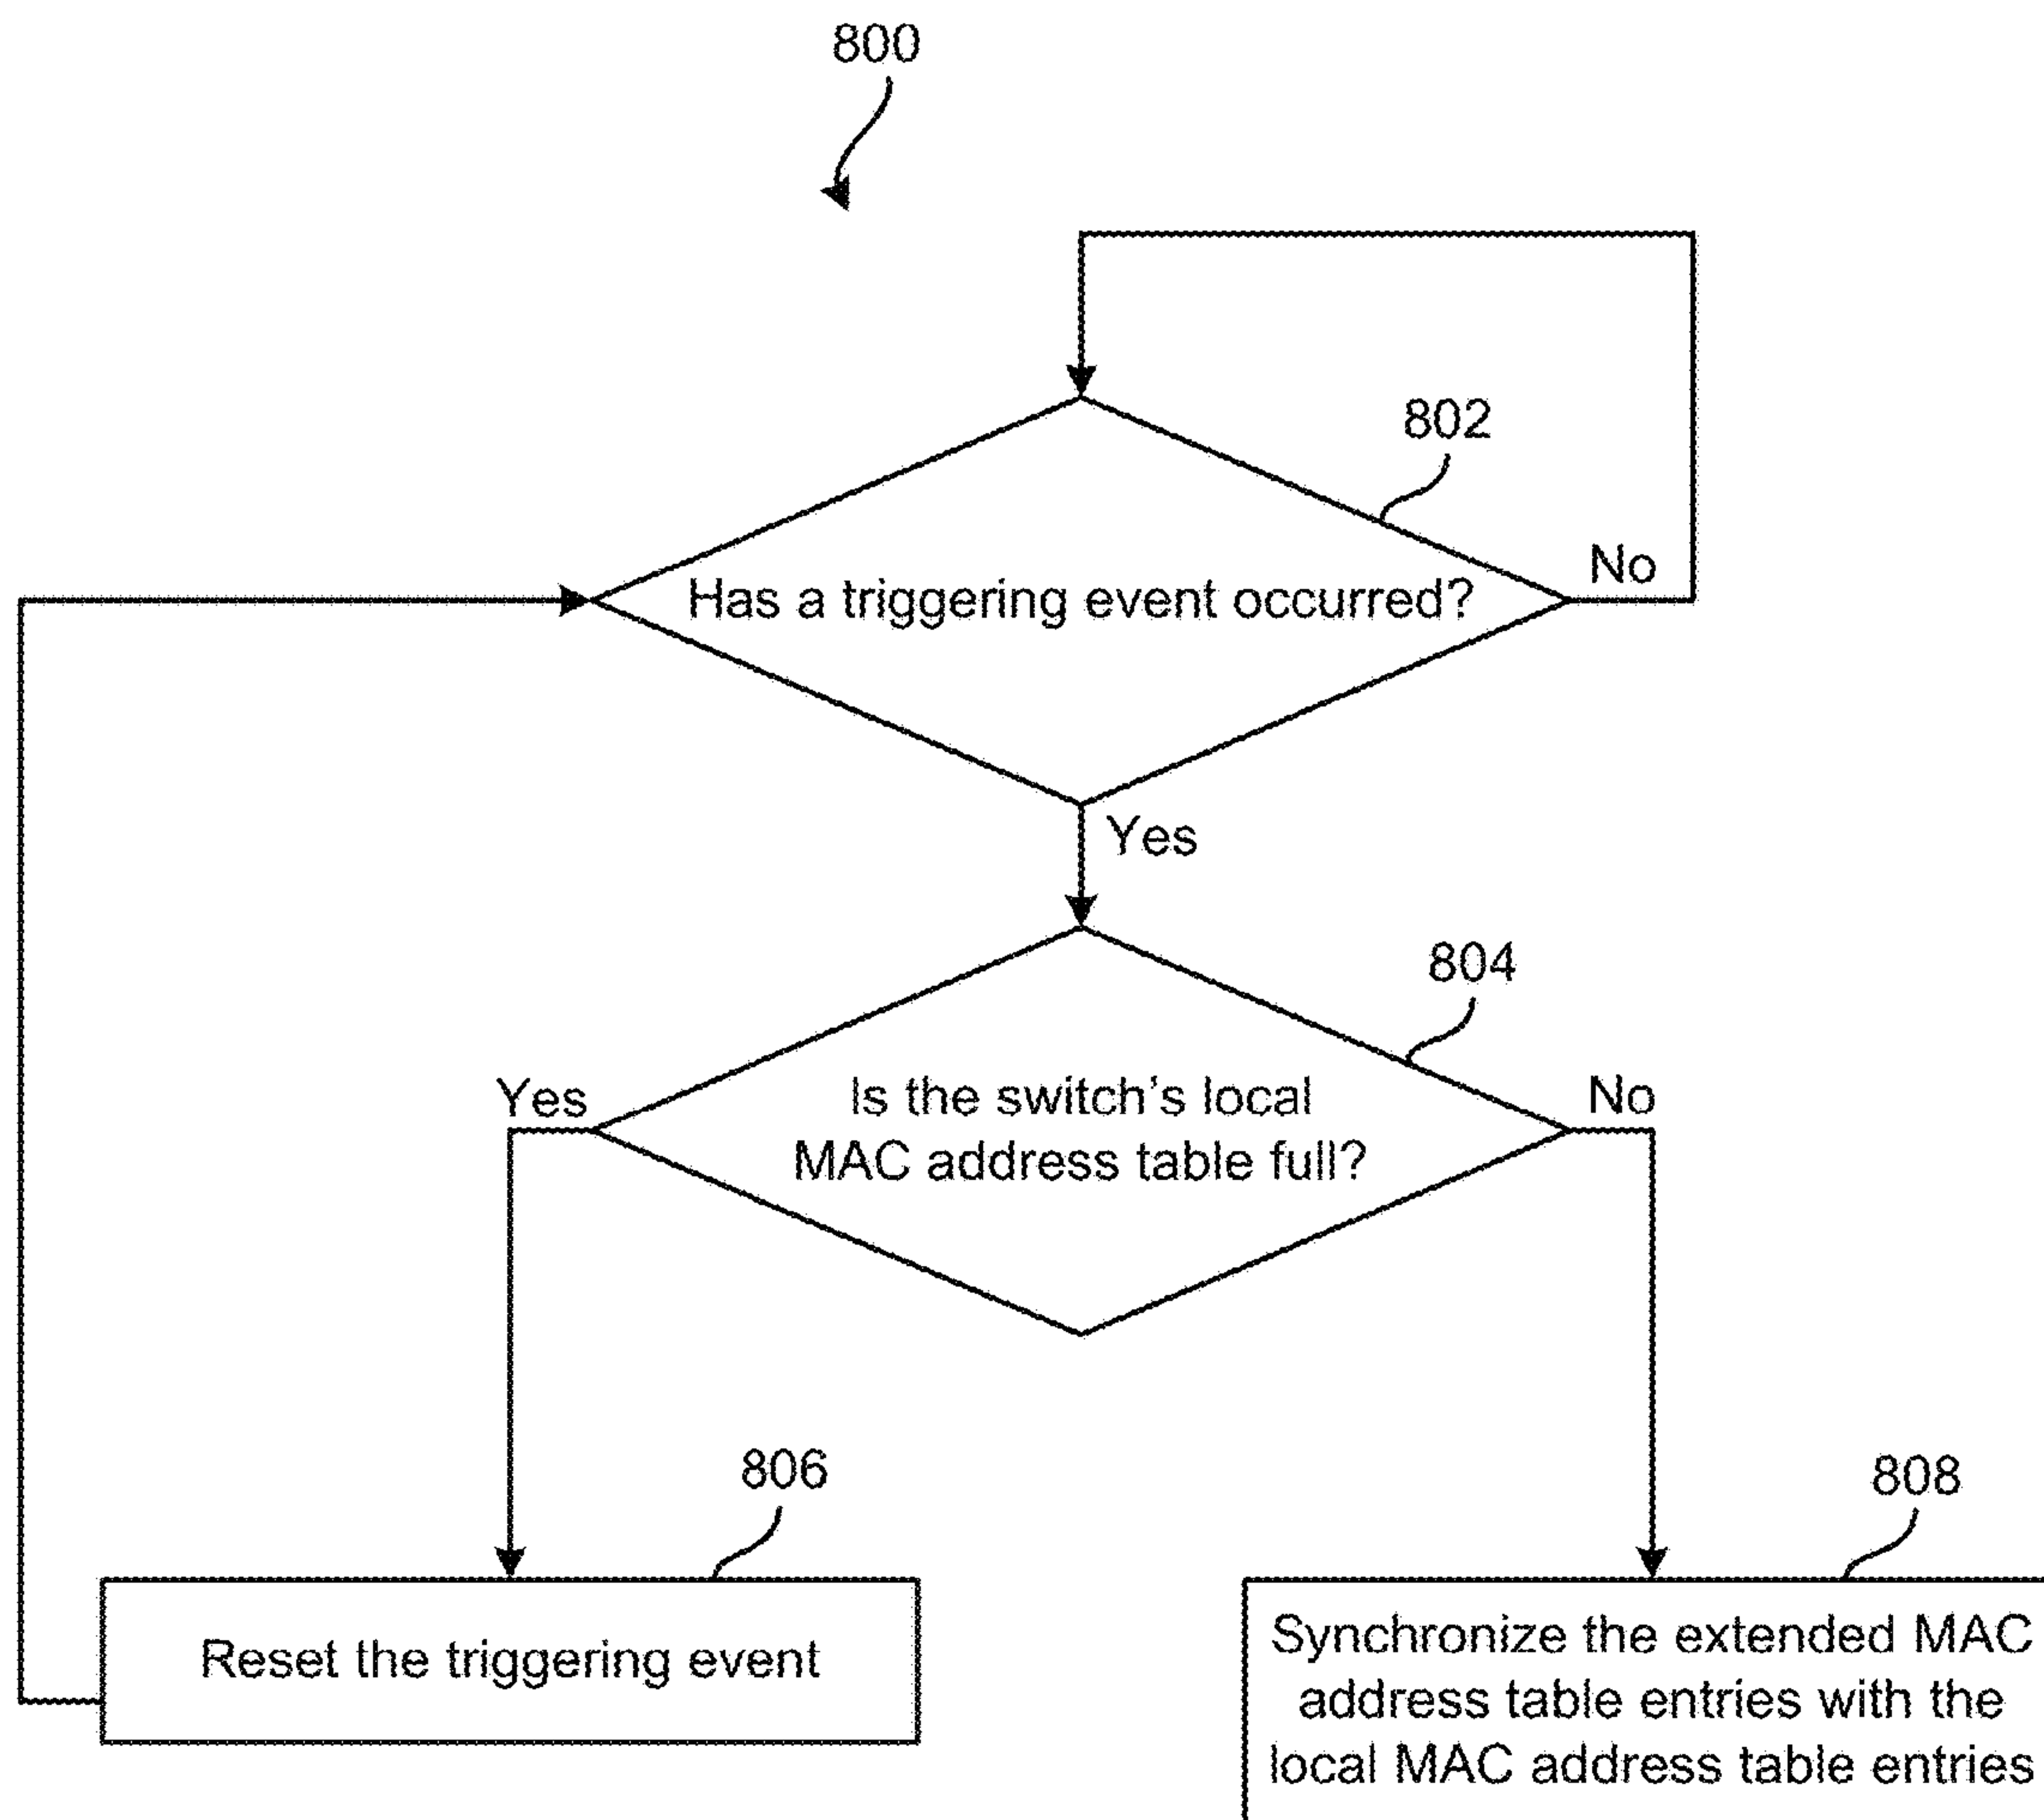 800
802
No
Has a triggering event occurred?
Yes
804
Yes
Is the switch's local
No
MAC address table full?
806
808
Reset the triggering event
Synchronize the extended MAC
address table entries with the
local MAC address table entries